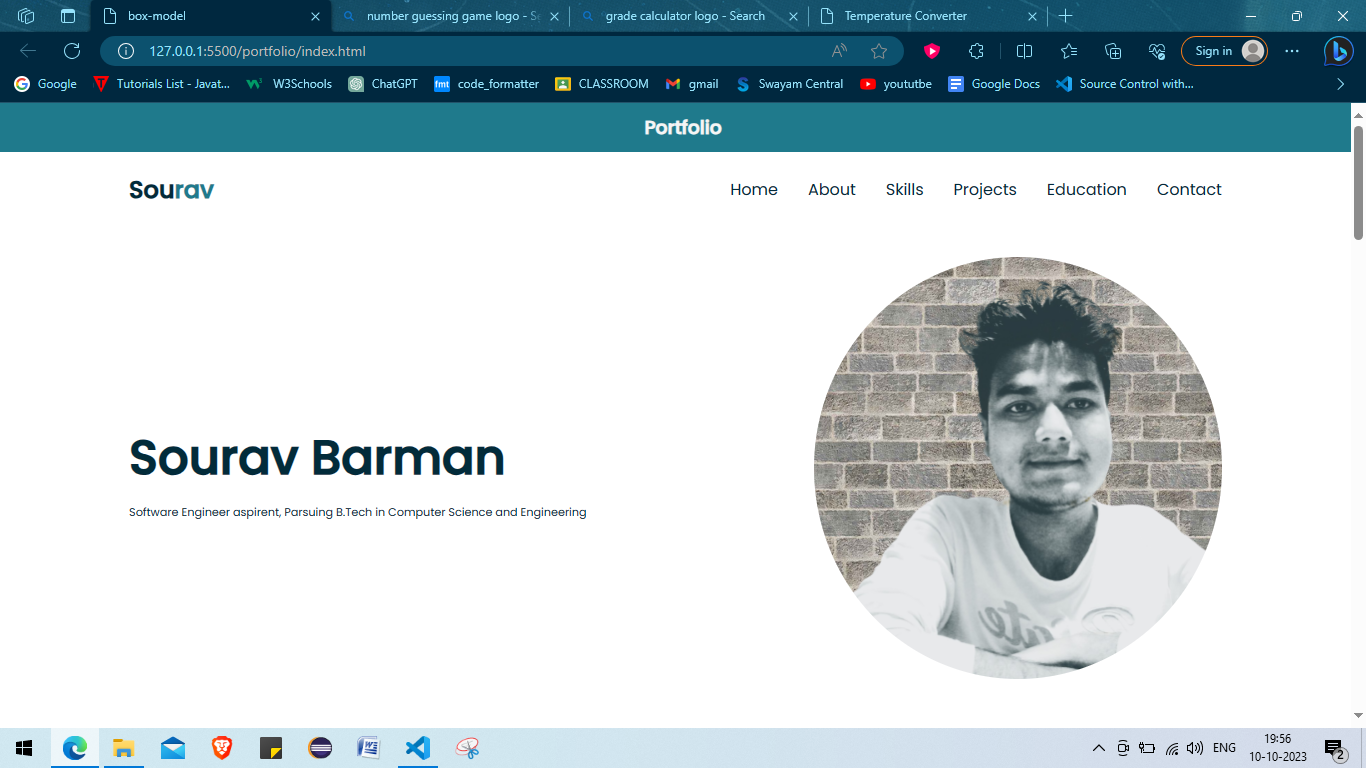 box-model
number guessing game logo - Se
grade calculator logo - Search
Temperature Converter
127.0.0.1:5500/portfolio/index.html
Sign in
Google
Tutorials List - Javat...
W3Schools
ChatGPT
fmt code_formatter
CLASSROOM
gmail
Swayam Central
yoututbe
Google Docs
Source Control with...
Portfolio
Sourav
Home About Skills Projects Education Contact
Sourav Barman
Software Engineer aspirent, Parsuing B.Tech in Computer Science and Engineering
ENG
19:56
10-10-2023
2